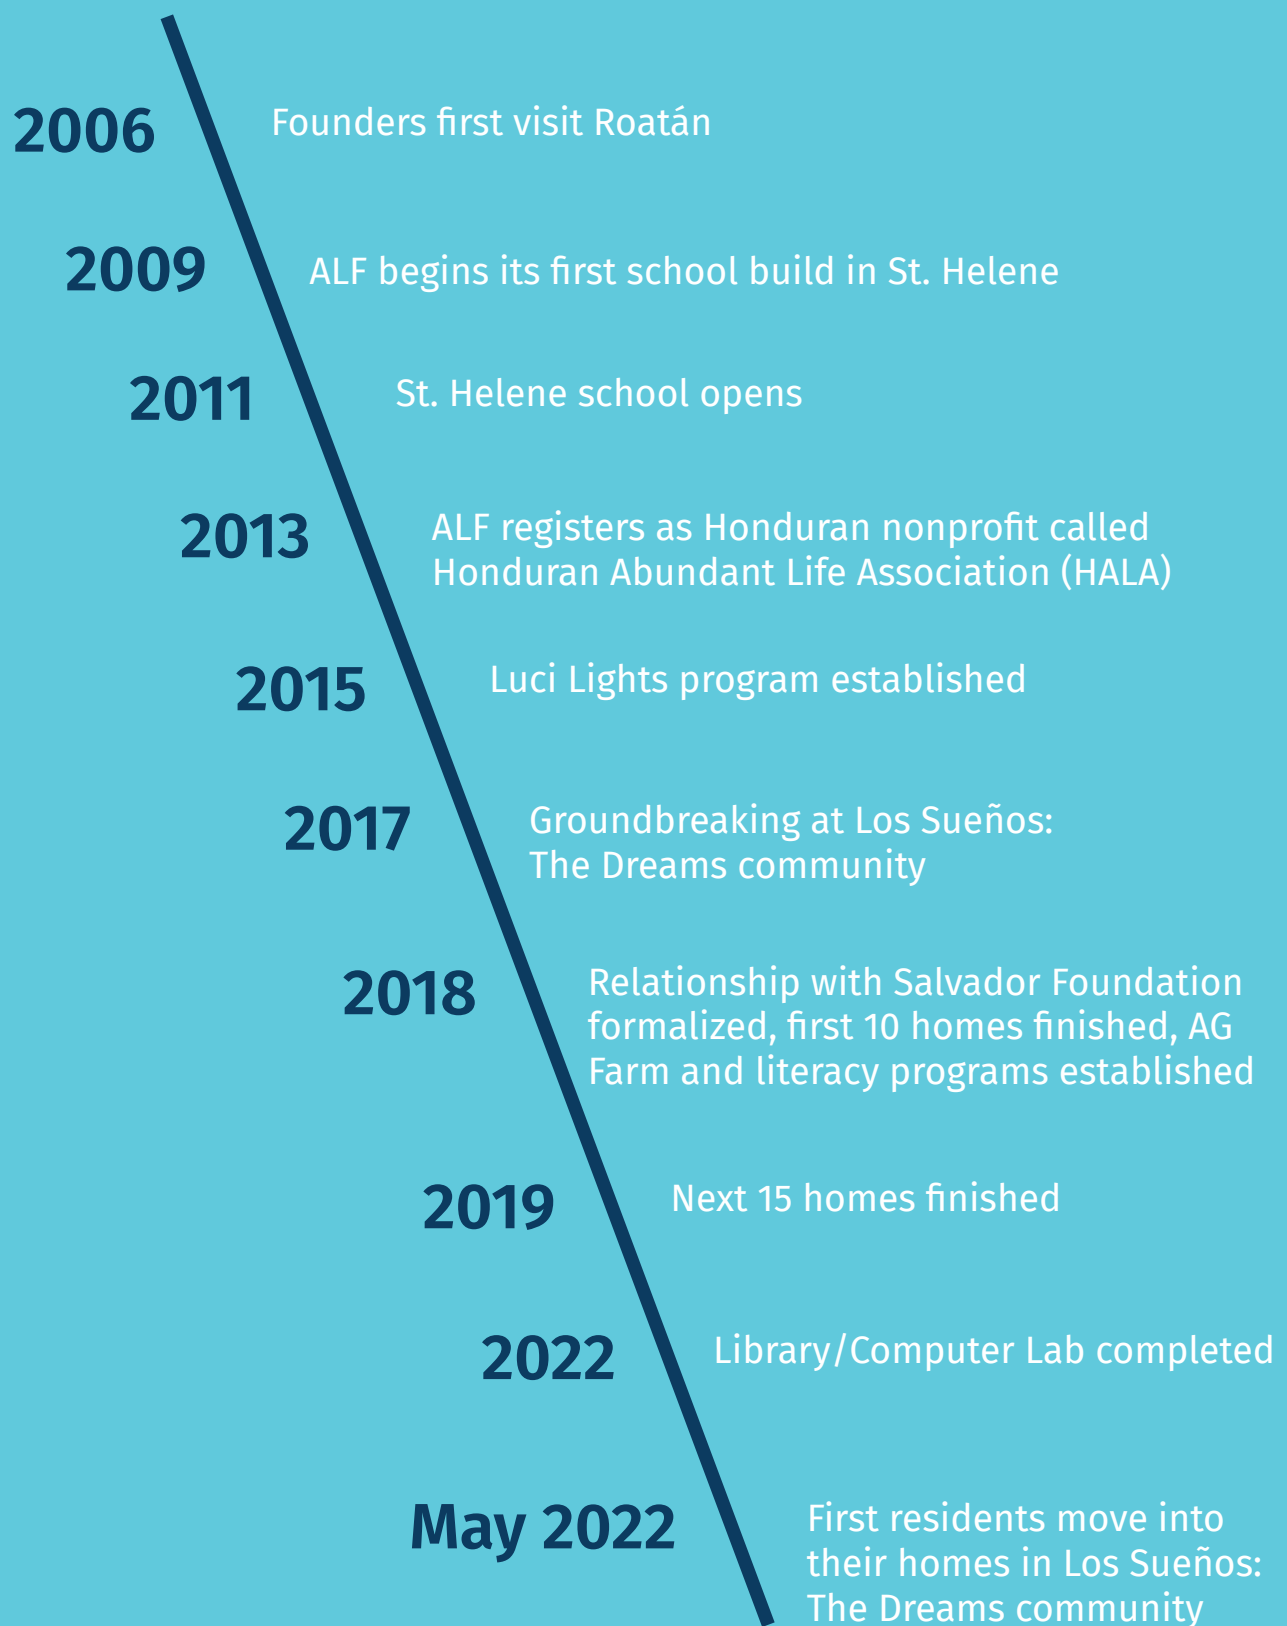 2006
Founders first visit Roatán
2009
ALF begins its first school build in St. Helene
2011
St. Helene school opens
2013
ALF registers as Honduran nonprofit called
Honduran Abundant Life Association (HALA)
2015
Luci Lights program established
2017
Groundbreaking at Los Sueños:
The Dreams community
2018
Relationship with Salvador Foundation
formalized, first 10 homes finished, AG
Farm and literacy programs established
2019
Next 15 homes finished
2022
Library/Computer Lab completed
May 2022
First residents move into
their homes in Los Sueños:
The Dreams community